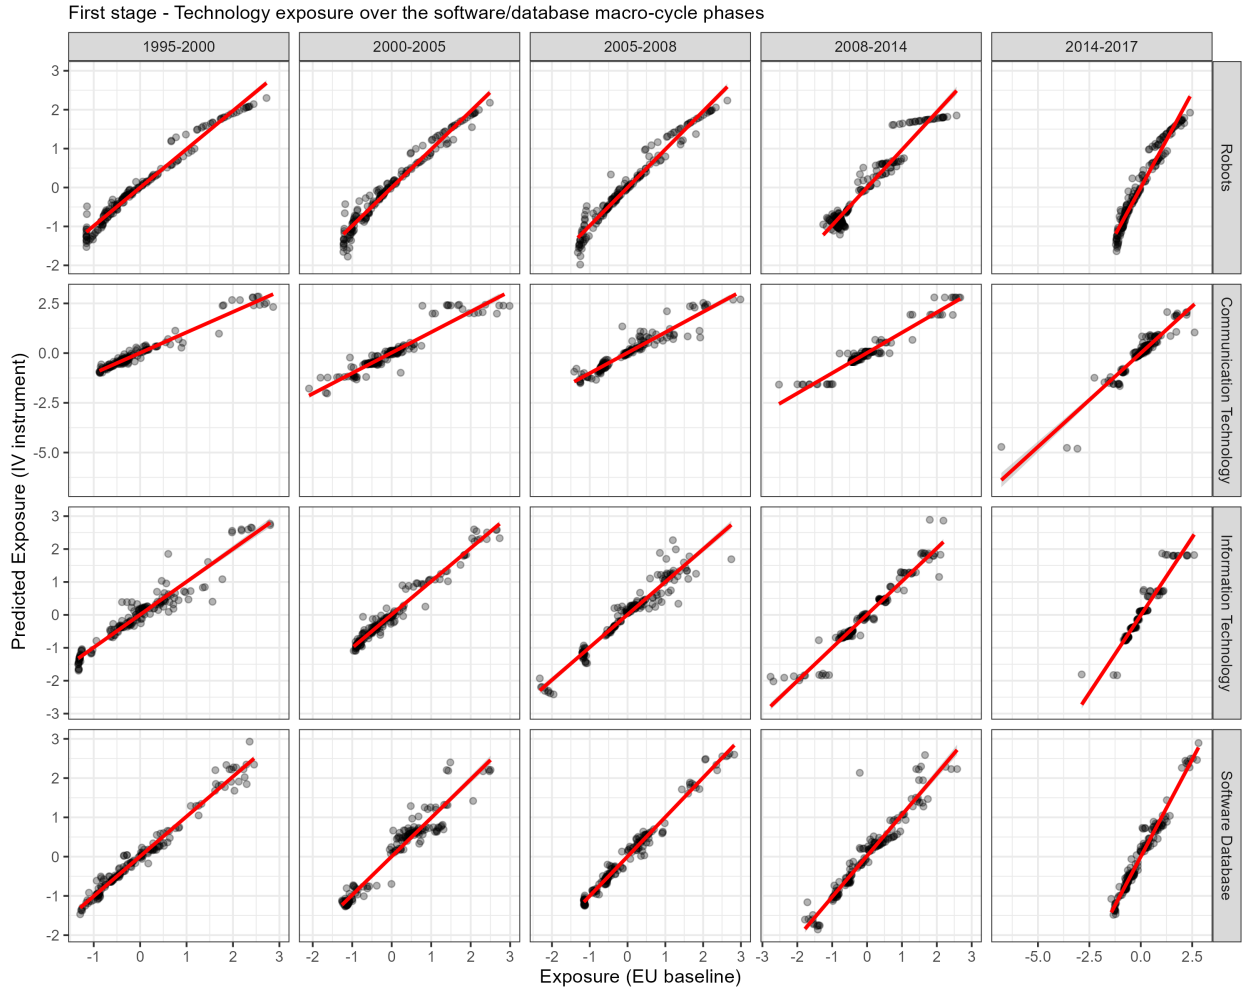 First stage - Technology exposure over the software/database macro-cycle phases
1995-2000
2000-2005
2005-2008
2008-2014
2014-2017
3
2
1
0
-1
-2
Robots
2.5
0.0
-2.5
-5.0
Communication Technology
3
2
1
0
-1
-2
-3
Information Technology
3
2
1
0
-1
-2
Software Database
Predicted Exposure (IV instrument)
-1 0 1 2 3
-2 -1 0 1 2 3
-2 -1 0 1 2 3
-3 -2 -1 0 1 2 3
-5.0 -2.5 0.0 2.5
Exposure (EU baseline)